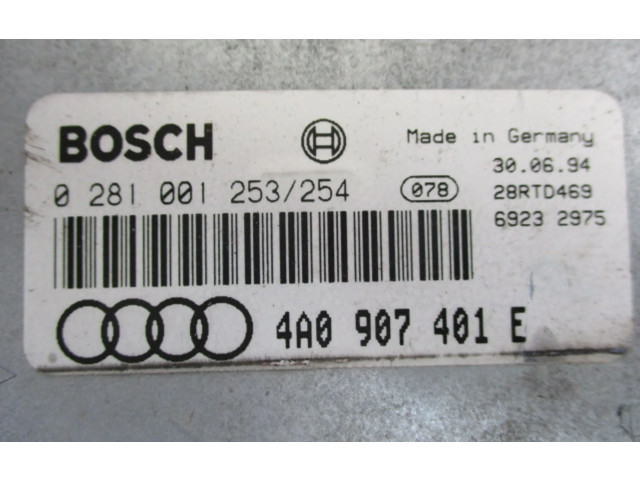 BOSCH
Made in Germany
30.06.94
0 281 001 253/254
078
28RTD469
6923 2975
4A0 907 401 E